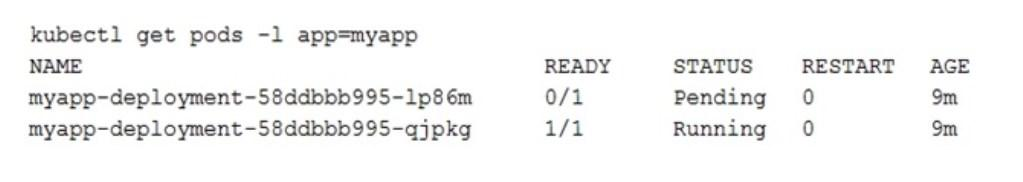 kubectl get pods -l app=myapp
NAME READY STATUS RESTART AGE
myapp-deployment-58ddbbb995-lp86m 0/1 Pending 0 9m
myapp-deployment-58ddbbb995-qjpkg 1/1 Running 0 9m